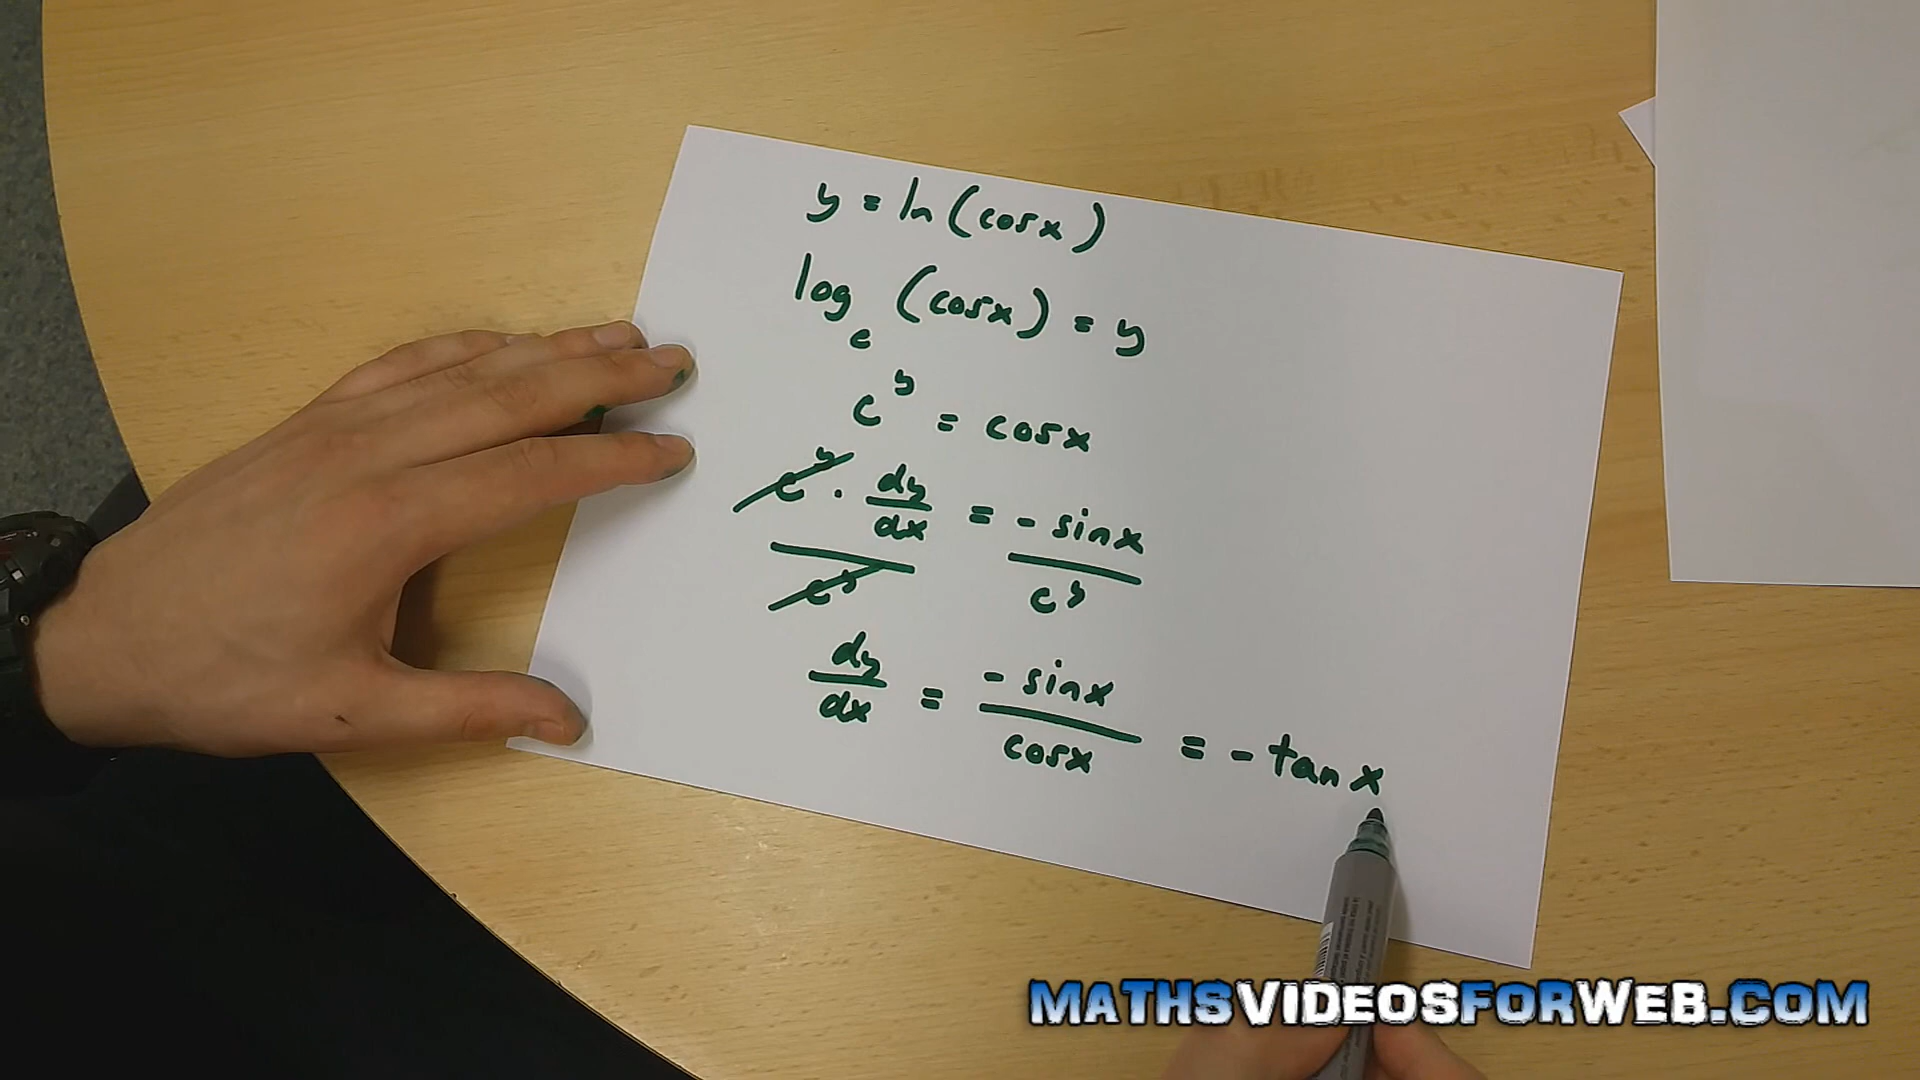 y = ln (cosx)
log_e (cosx) = y
e^y = cosx
e^y · dy/dx = - sinx
e^y e^y
dy/dx = - sinx/cosx = - tan x
MATHSVIDEOSFORWEB.COM